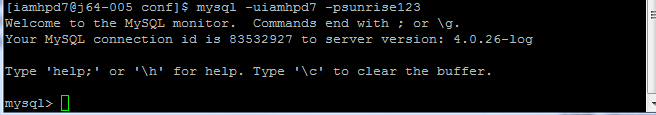 [iamhpd7@j64-005 conf]$ mysql -uiamhpd7 -psunrise123
Welcome to the MySQL monitor.  Commands end with ; or \g.
Your MySQL connection id is 83532927 to server version: 4.0.26-log
Type 'help;' or '\h' for help. Type '\c' to clear the buffer.
mysql>